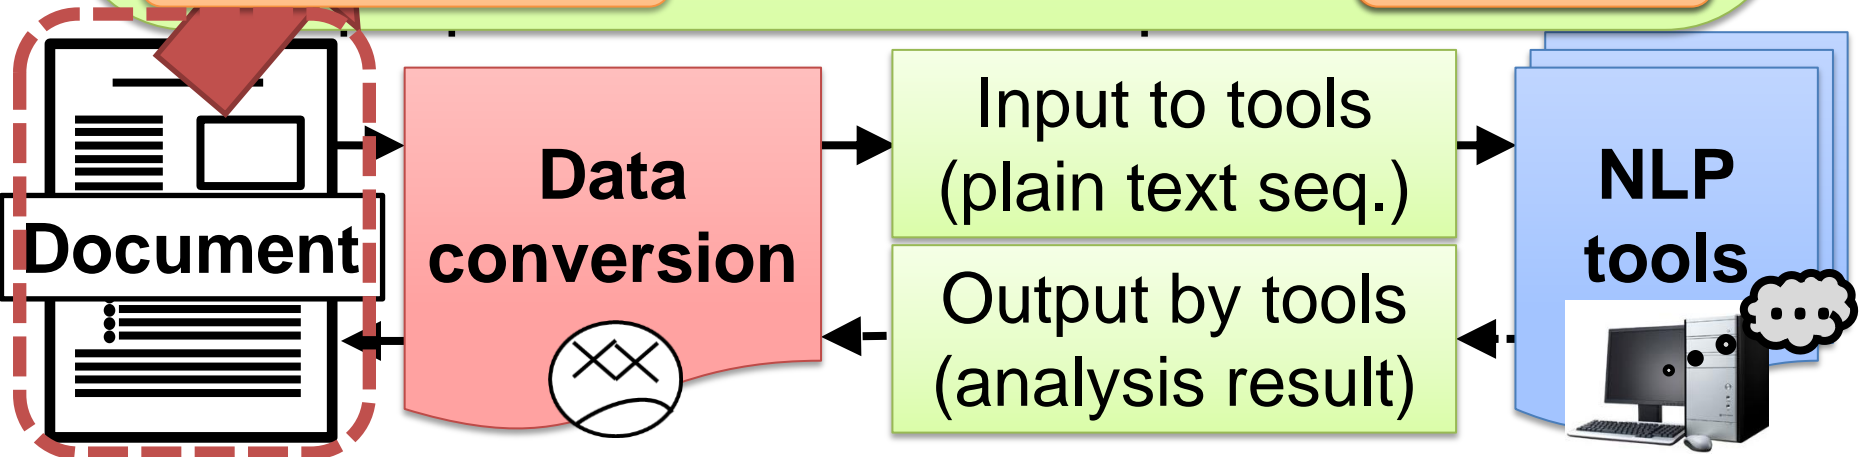 Document
Data
conversion
Input to tools
(plain text seq.)
Output by tools
(analysis result)
NLP
tools